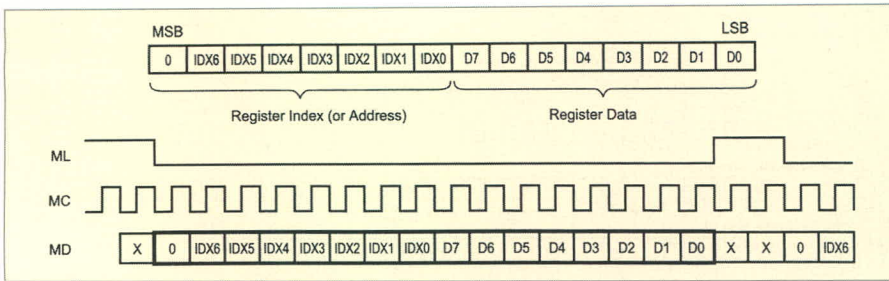 MSB LSB
0 IDX6 IDX5 IDX4 IDX3 IDX2 IDX1 IDX0 D7 D6 D5 D4 D3 D2 D1 D0
Register Index (or Address) Register Data
ML
MC
MD X 0 IDX6 IDX5 IDX4 IDX3 IDX2 IDX1 IDX0 D7 D6 D5 D4 D3 D2 D1 D0 X X 0 IDX6